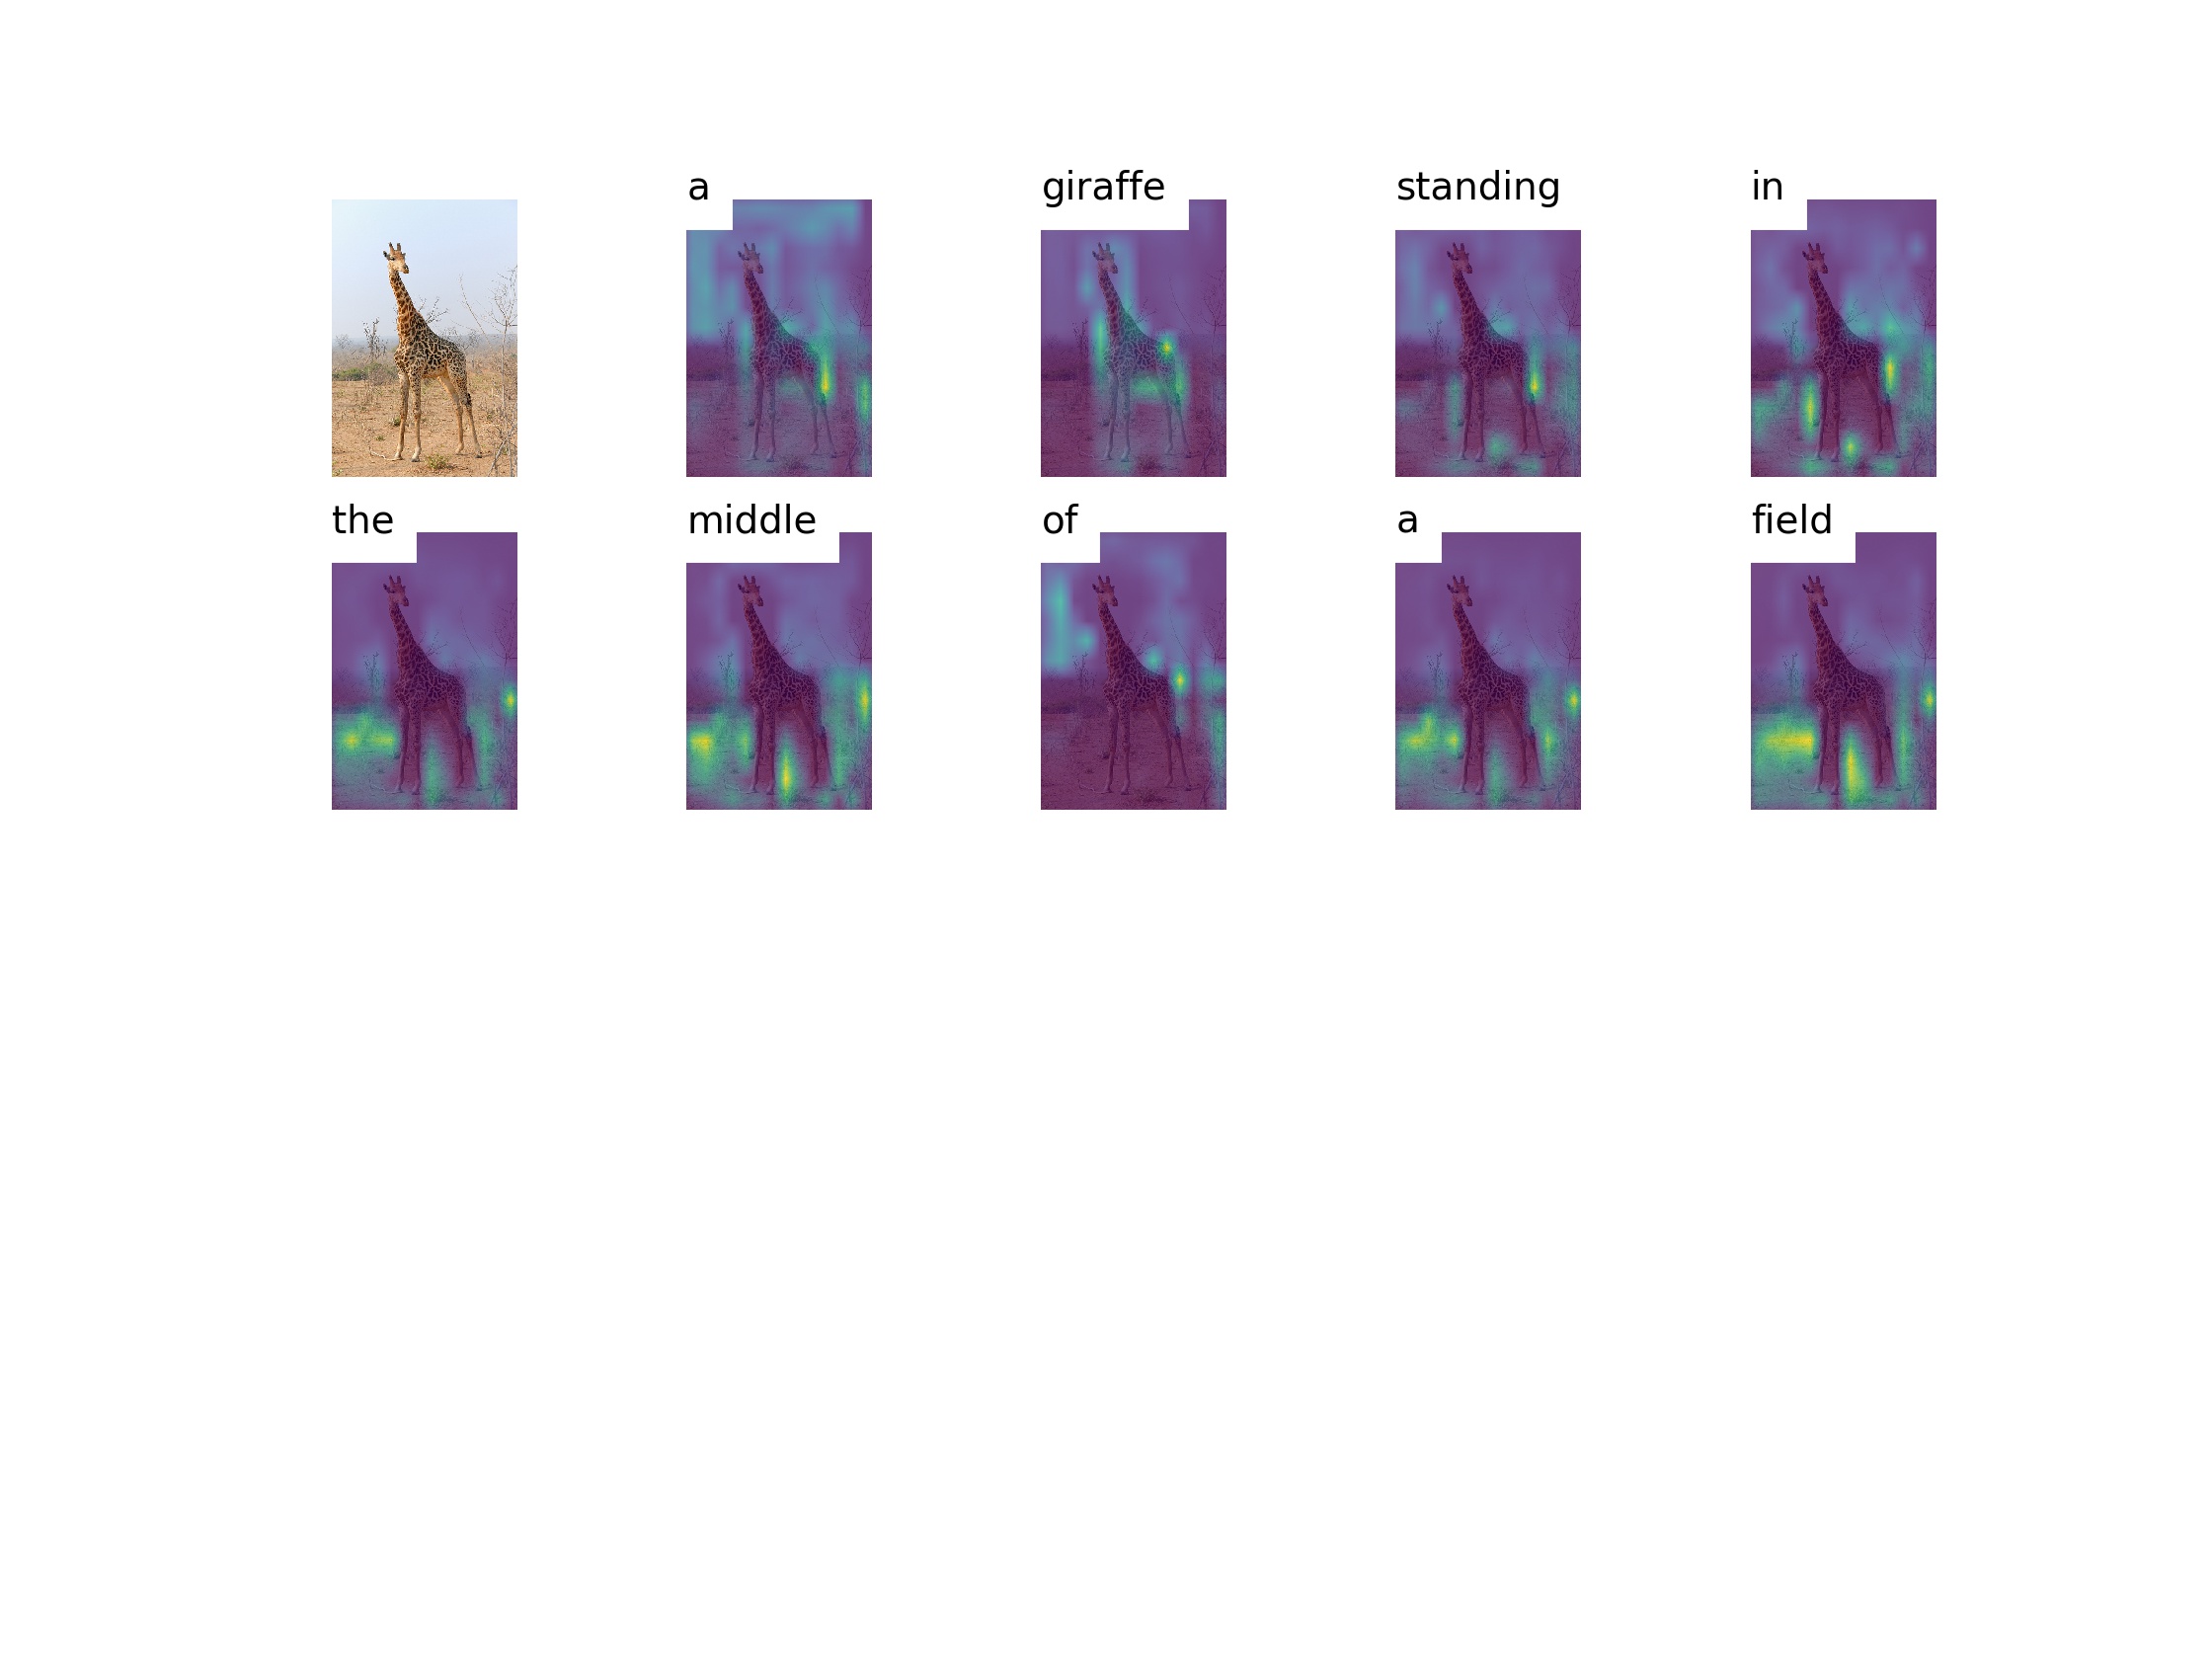 a giraffe standing in
the middle of a field